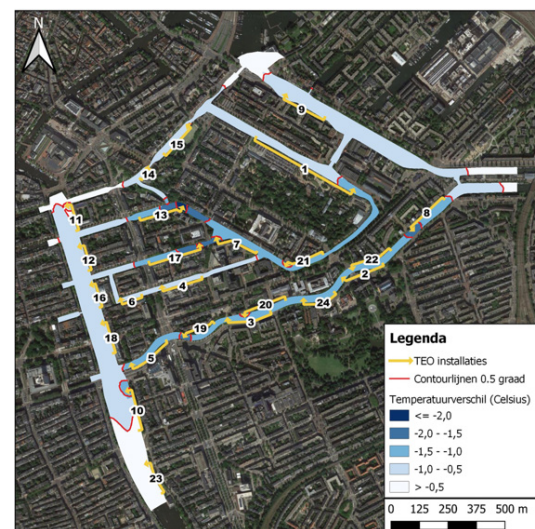 N
9
15
1
14
11
13
8
12
7
17
21
22
2
16
6
4
20
24
18
19
3
5
10
23
Legenda
TEO installaties
Contourlijnen 0.5 graad
Temperatuurverschil (Celsius)
<= -2,0
-2,0 - -1,5
-1,5 - -1,0
-1,0 - -0,5
> -0,5
0 125 250 375 500 m